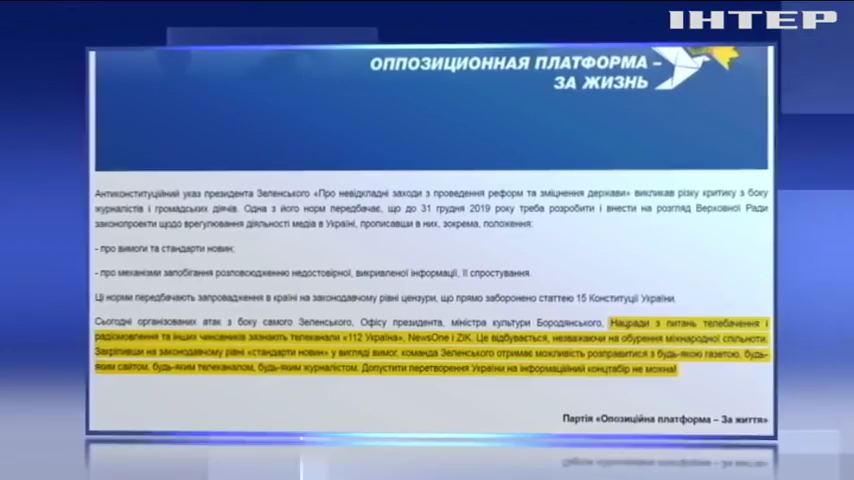 ІНТЕР
ОППОЗИЦИОННАЯ ПЛАТФОРМА –
ЗА ЖИЗНЬ
Антиконституційний указ президента Зеленського «Про невідкладні заходи з проведення реформ та зміцнення держави» викликав різку критику з боку
журналістів і громадських діячів. Одна з його норм передбачає, що до 31 грудня 2019 року треба розробити і внести на розгляд Верховної Ради
законопроекти щодо врегулювання діяльності медіа в Україні, прописавши в них, зокрема, положення:
- про вимоги та стандарти новин;
- про механізми запобігання розповсюдженню недостовірної, викривленої інформації, її спростування.
Ці норми передбачають запровадження в країні на законодавчому рівні цензури, що прямо заборонено статтею 15 Конституції України.
Сьогодні організованих атак з боку самого Зеленського, Офісу президента, міністра культури Бородянського, Нацради з питань телебачення і
радіомовлення та інших чиновників зазнають телеканали «112 Україна», NewsOne і ZIK. Це відбувається, незважаючи на обурення міжнародної спільноти.
Закріпивши на законодавчому рівні «стандарти новин» у вигляді вимог, команда Зеленського отримає можливість розправитися з будь-якою газетою, будь-
яким сайтом, будь-яким телеканалом, будь-яким журналістом. Допустити перетворення України на інформаційний концтабір не можна!
Партія «Опозиційна платформа – За життя»